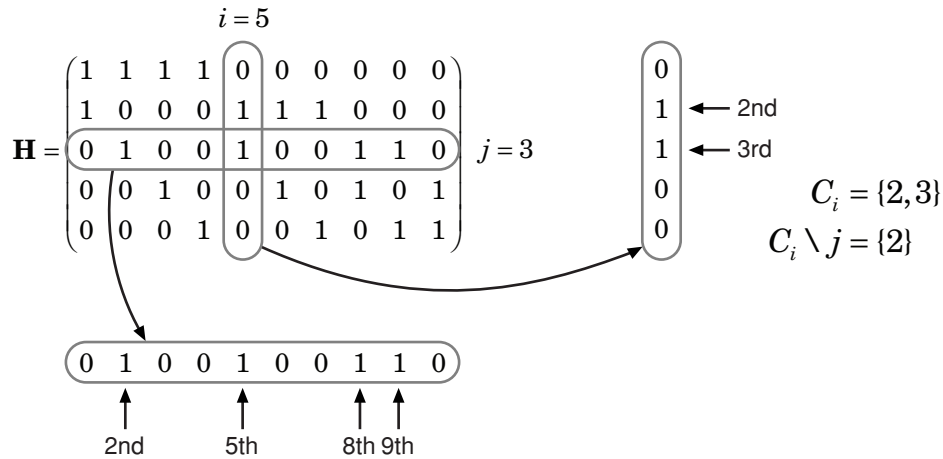 i = 5
1 1 1 1 0 0 0 0 0 0
1 0 0 0 1 1 1 0 0 0
H = 0 1 0 0 1 0 0 1 1 0 j = 3
0 0 1 0 0 1 0 1 0 1
0 0 0 1 0 0 1 0 1 1
0
1 2nd
1 3rd
0
0
C_i = {2,3}
C_i \ j = {2}
0 1 0 0 1 0 0 1 1 0
2nd 5th 8th 9th